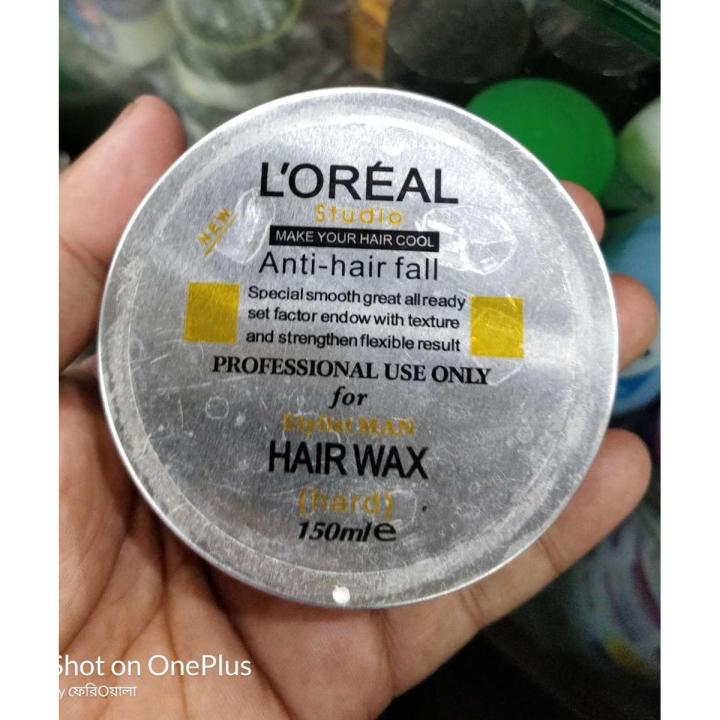 L'ORÉAL
Studio
NEW
MAKE YOUR HAIR COOL
Anti-hair fall
Special smooth great all ready
set factor endow with texture
and strengthen flexible result
PROFESSIONAL USE ONLY
for
Stylist MAN
HAIR WAX
(hard)
150ml e
Shot on OnePlus
y ফেরিOয়ালা